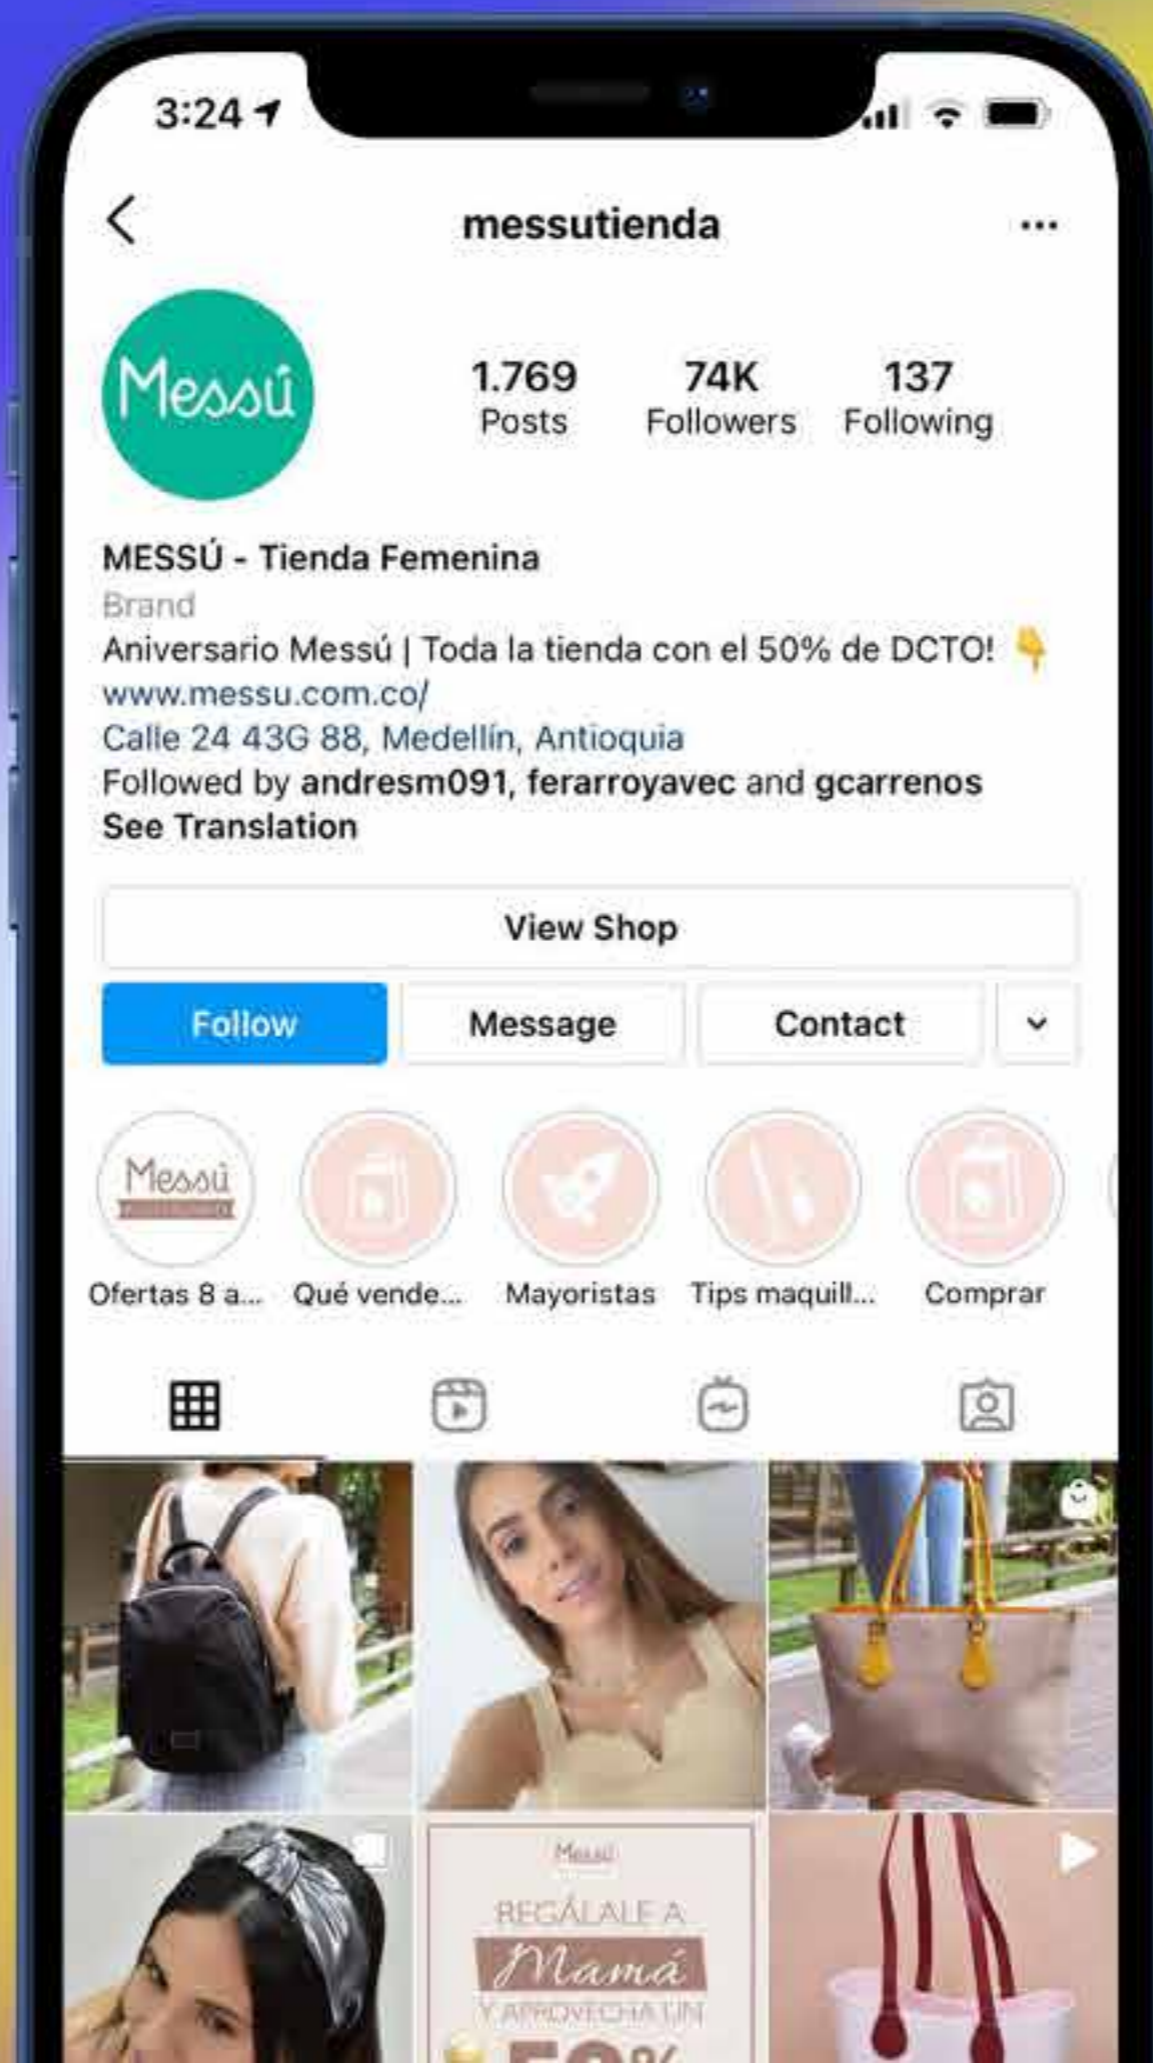 3:24
messutienda
Messú
1.769 74K 137
Posts Followers Following
MESSÚ - Tienda Femenina
Brand
Aniversario Messú | Toda la tienda con el 50% de DCTO! 👇
www.messu.com.co/
Calle 24 43G 88, Medellín, Antioquia
Followed by andresm091, ferarroyavec and gcarrenos
See Translation
View Shop
Follow Message Contact
Messú
Ofertas 8 a... Qué vende... Mayoristas Tips maquill... Comprar
Messú
REGÁLALE A
Mamá
Y APROVECHA UN
50%